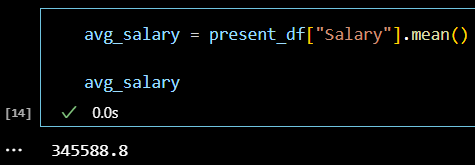 avg_salary = present_df["Salary"].mean()
avg_salary
[14]
✓ 0.0s
... 345588.8